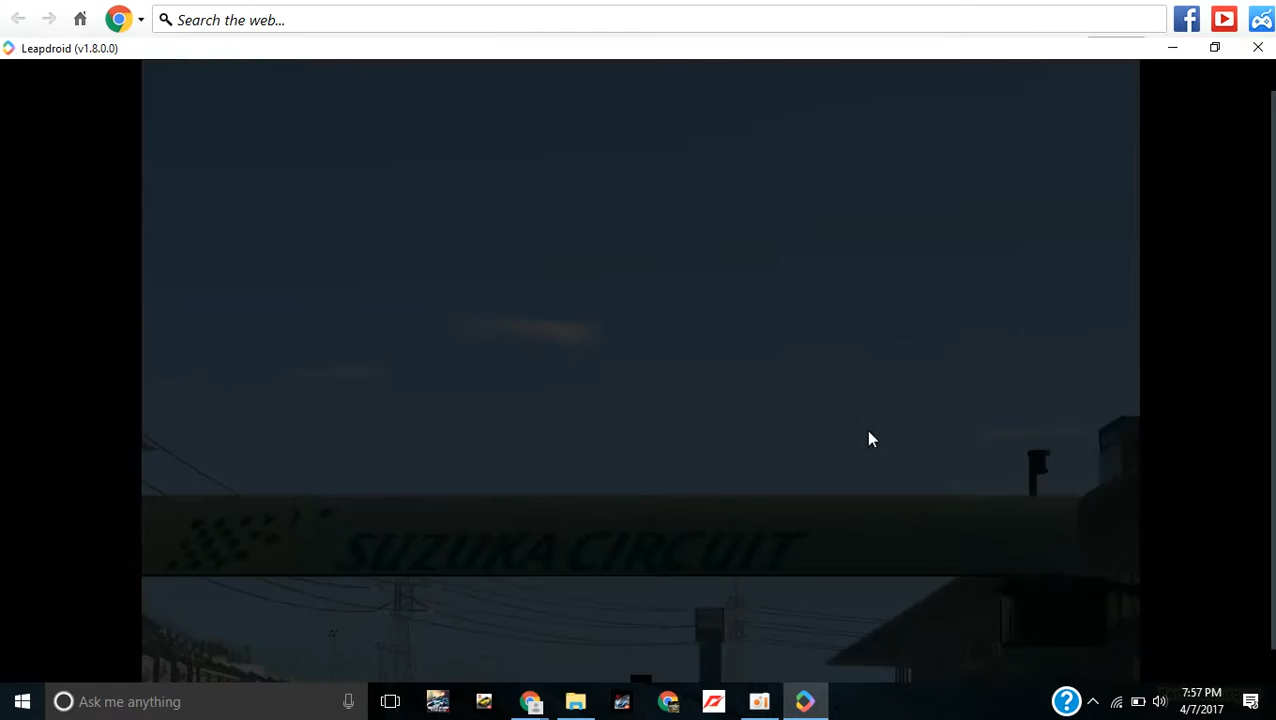 Search the web...
Leapdroid (v1.8.0.0)
SUZUKA CIRCUIT
Ask me anything
7:57 PM
4/7/2017